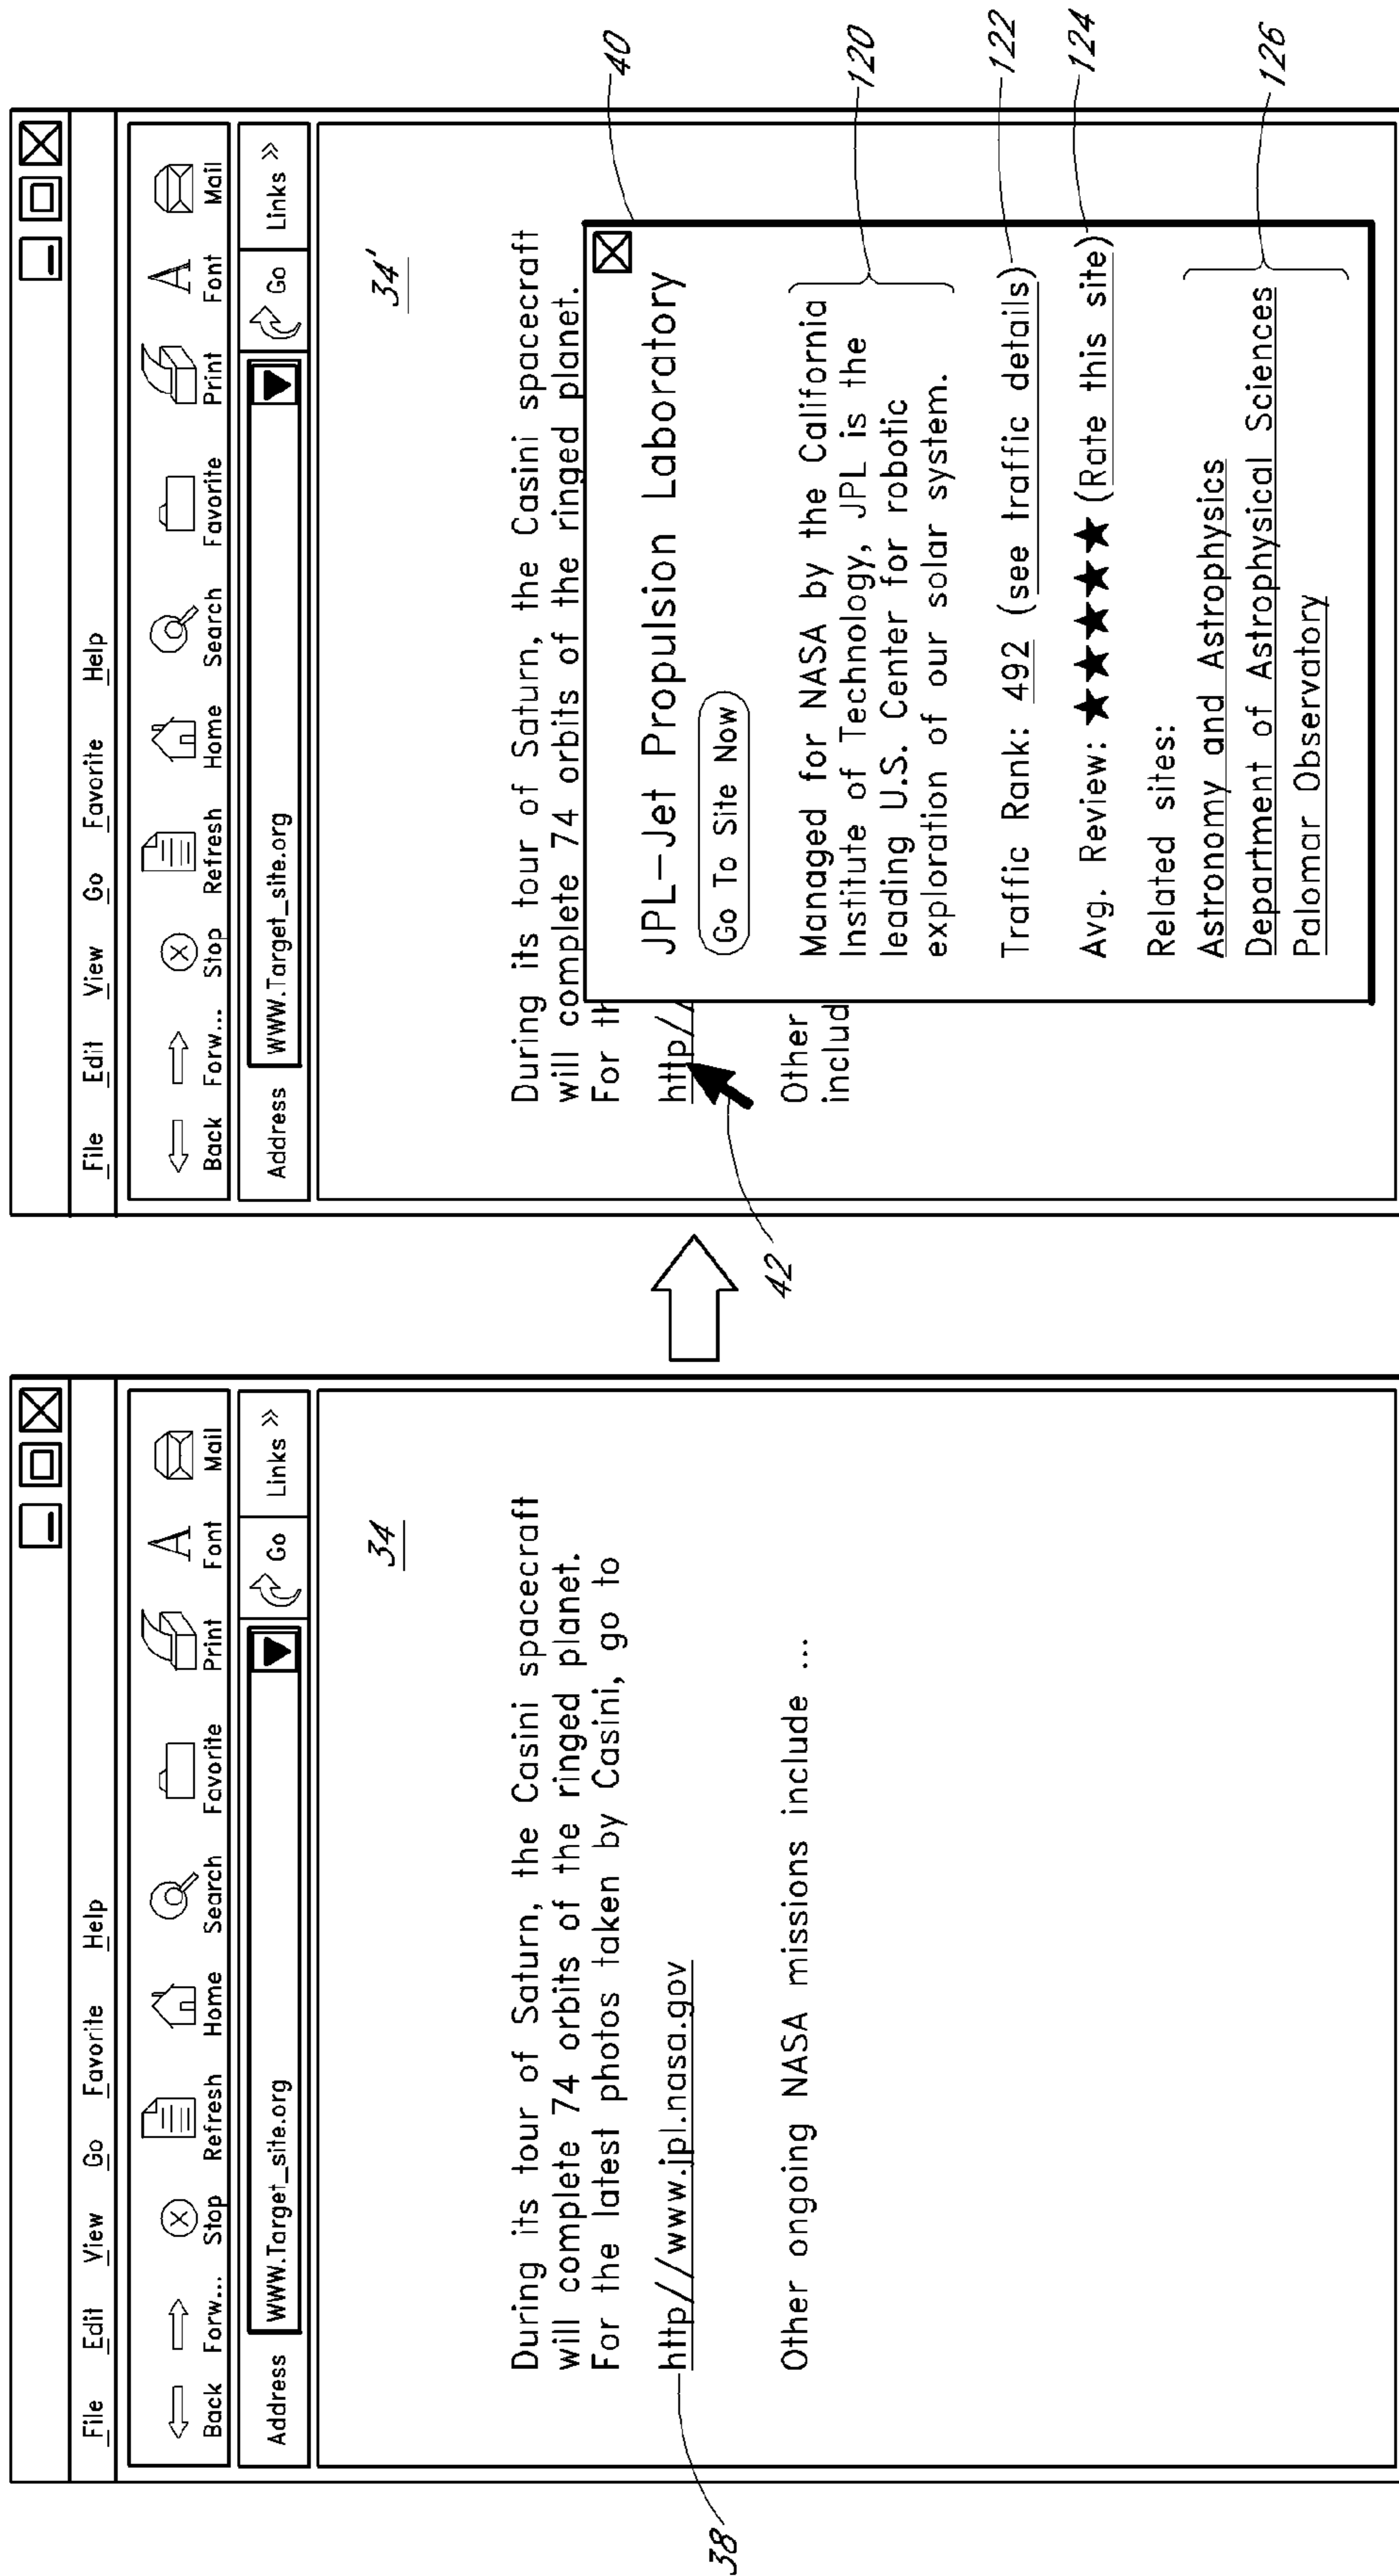 File Edit View Go Favorite Help
Back Forw... Stop Refresh Home Search Favorite Print Font Mail
Address WWW.Target_site.org Go Links »
34
During its tour of Saturn, the Casini spacecraft
will complete 74 orbits of the ringed planet.
For the latest photos taken by Casini, go to
http//www.jpl.nasa.gov
Other ongoing NASA missions include ...
38
File Edit View Go Favorite Help
Back Forw... Stop Refresh Home Search Favorite Print Font Mail
Address WWW.Target_site.org Go Links »
34'
During its tour of Saturn, the Casini spacecraft
will complete 74 orbits of the ringed planet.
For th
http//
Other
includ
42
40
JPL-Jet Propulsion Laboratory
Go To Site Now
Managed for NASA by the California
Institute of Technology, JPL is the
leading U.S. Center for robotic
exploration of our solar system.
120
Traffic Rank: 492 (see traffic details)
122
Avg. Review: ★★★★★ (Rate this site)
124
Related sites:
Astronomy and Astrophysics
Department of Astrophysical Sciences
Palomar Observatory
126